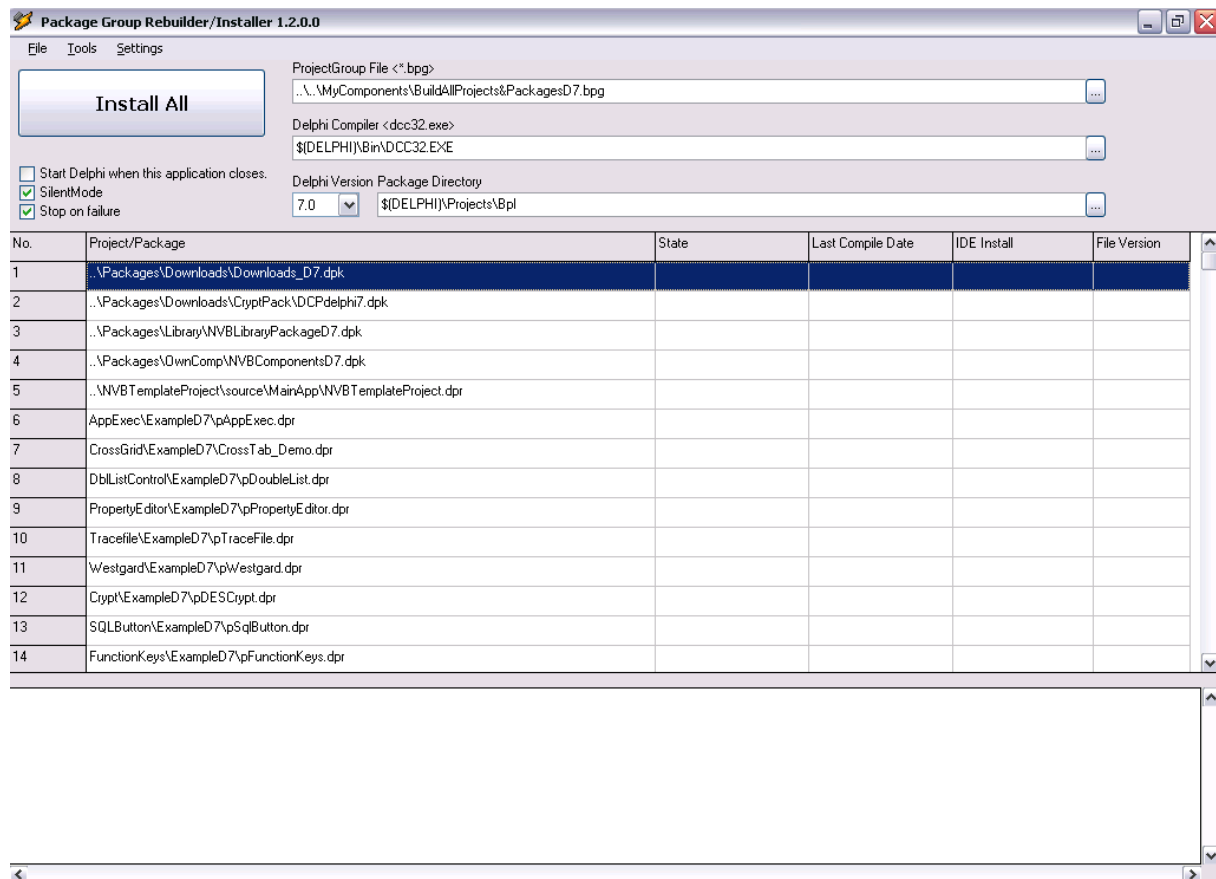 Package Group Rebuilder/Installer 1.2.0.0
File Tools Settings
Install All
ProjectGroup File <*.bpg>
..\..\MyComponents\BuildAllProjects&PackagesD7.bpg
...
Delphi Compiler <dcc32.exe>
$(DELPHI)\Bin\DCC32.EXE
...
Start Delphi when this application closes.
SilentMode
Stop on failure
Delphi Version Package Directory
7.0 $(DELPHI)\Projects\Bpl
...
No. Project/Package State Last Compile Date IDE Install File Version
1 ..\Packages\Downloads\Downloads_D7.dpk
2 ..\Packages\Downloads\CryptPack\DCPdelphi7.dpk
3 ..\Packages\Library\NVBLibraryPackageD7.dpk
4 ..\Packages\OwnComp\NVBComponentsD7.dpk
5 ..\NVBTemplateProject\source\MainApp\NVBTemplateProject.dpr
6 AppExec\ExampleD7\pAppExec.dpr
7 CrossGrid\ExampleD7\CrossTab_Demo.dpr
8 DblListControl\ExampleD7\pDoubleList.dpr
9 PropertyEditor\ExampleD7\pPropertyEditor.dpr
10 Tracefile\ExampleD7\pTraceFile.dpr
11 Westgard\ExampleD7\pWestgard.dpr
12 Crypt\ExampleD7\pDESCrypt.dpr
13 SQLButton\ExampleD7\pSqlButton.dpr
14 FunctionKeys\ExampleD7\pFunctionKeys.dpr